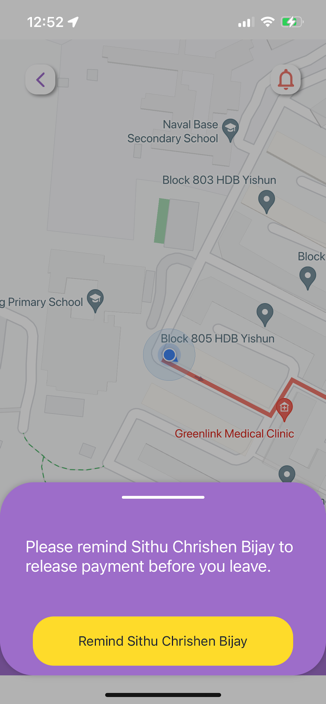 12:52
Naval Base
Secondary School
Block 803 HDB Yishun
Block
g Primary School
Block 805 HDB Yishun
Greenlink Medical Clinic
Please remind Sithu Chrishen Bijay to
release payment before you leave.
Remind Sithu Chrishen Bijay